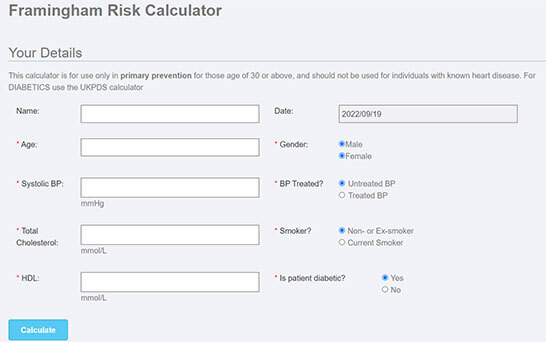 Framingham Risk Calculator
Your Details
This calculator is for use only in primary prevention for those age of 30 or above, and should not be used for individuals with known heart disease. For
DIABETICS use the UKPDS calculator
Name: Date: 2022/09/19
* Age: * Gender: Male
Female
* Systolic BP: * BP Treated? Untreated BP
mmHg Treated BP
* Total * Smoker? Non- or Ex-smoker
Cholesterol: Current Smoker
mmol/L
* HDL: * Is patient diabetic? Yes
No
mmol/L
Calculate